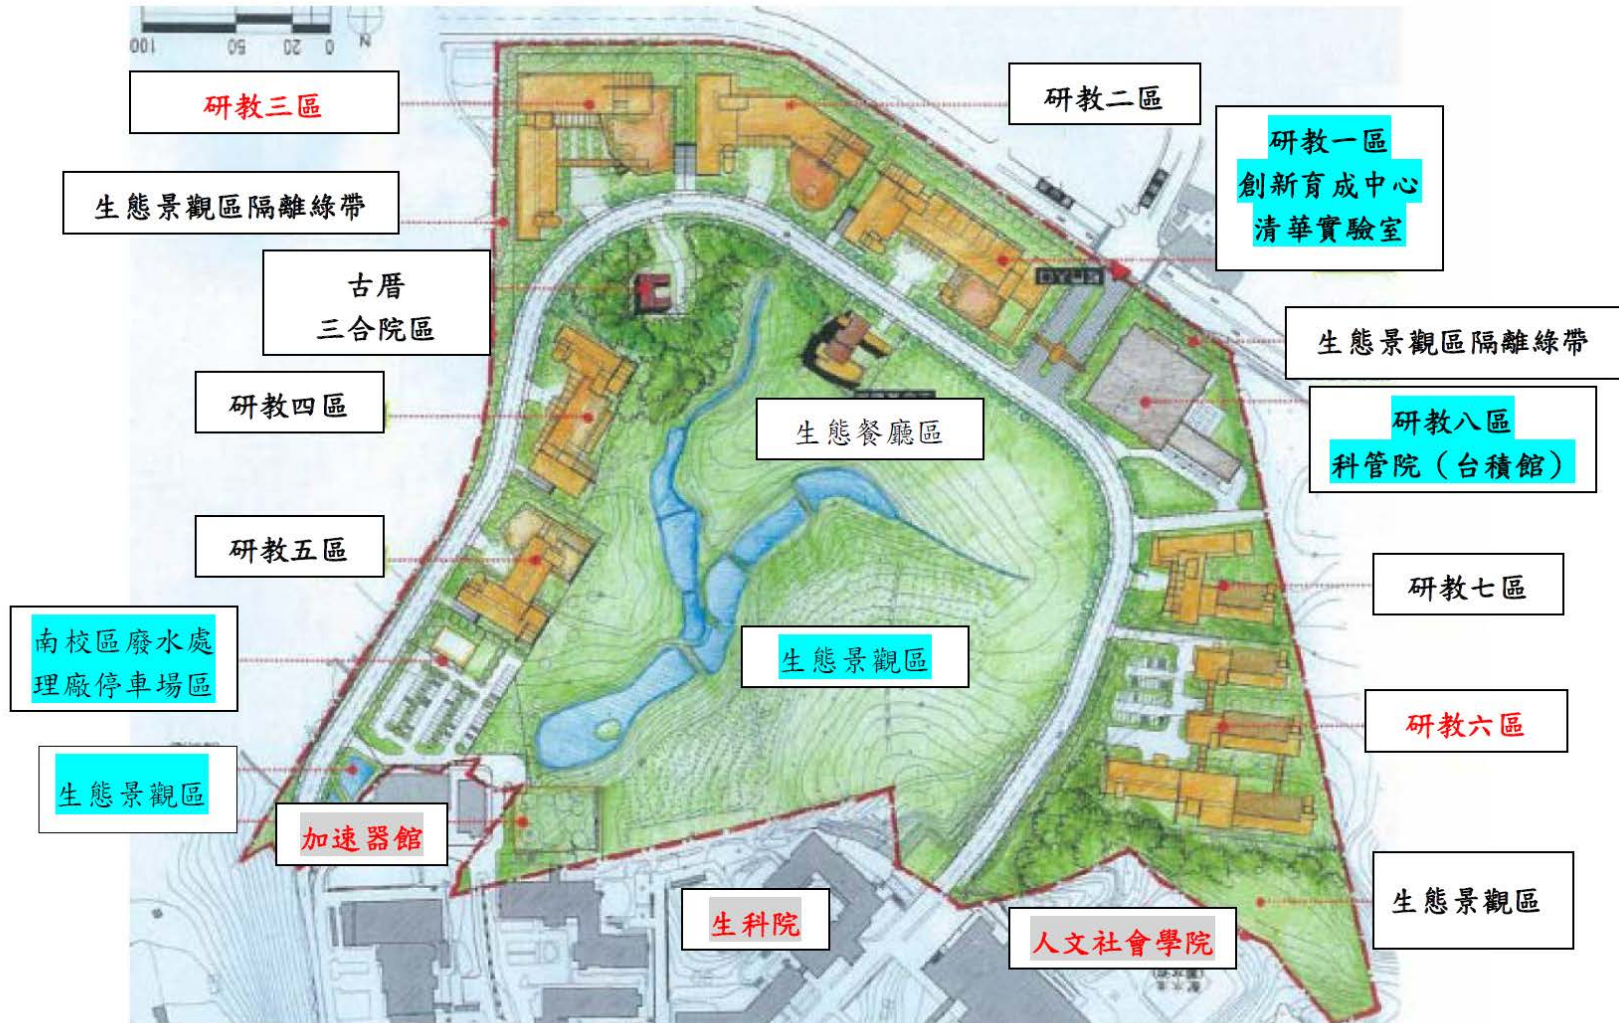 100
50
20
0
N
研教三區
研教二區
研教一區
創新育成中心
清華實驗室
生態景觀區隔離綠帶
古厝
三合院區
生態景觀區隔離綠帶
研教四區
生態餐廳區
研教八區
科管院（台積館）
研教五區
研教七區
南校區廢水處
理廠停車場區
生態景觀區
研教六區
生態景觀區
加速器館
生科院
人文社會學院
生態景觀區